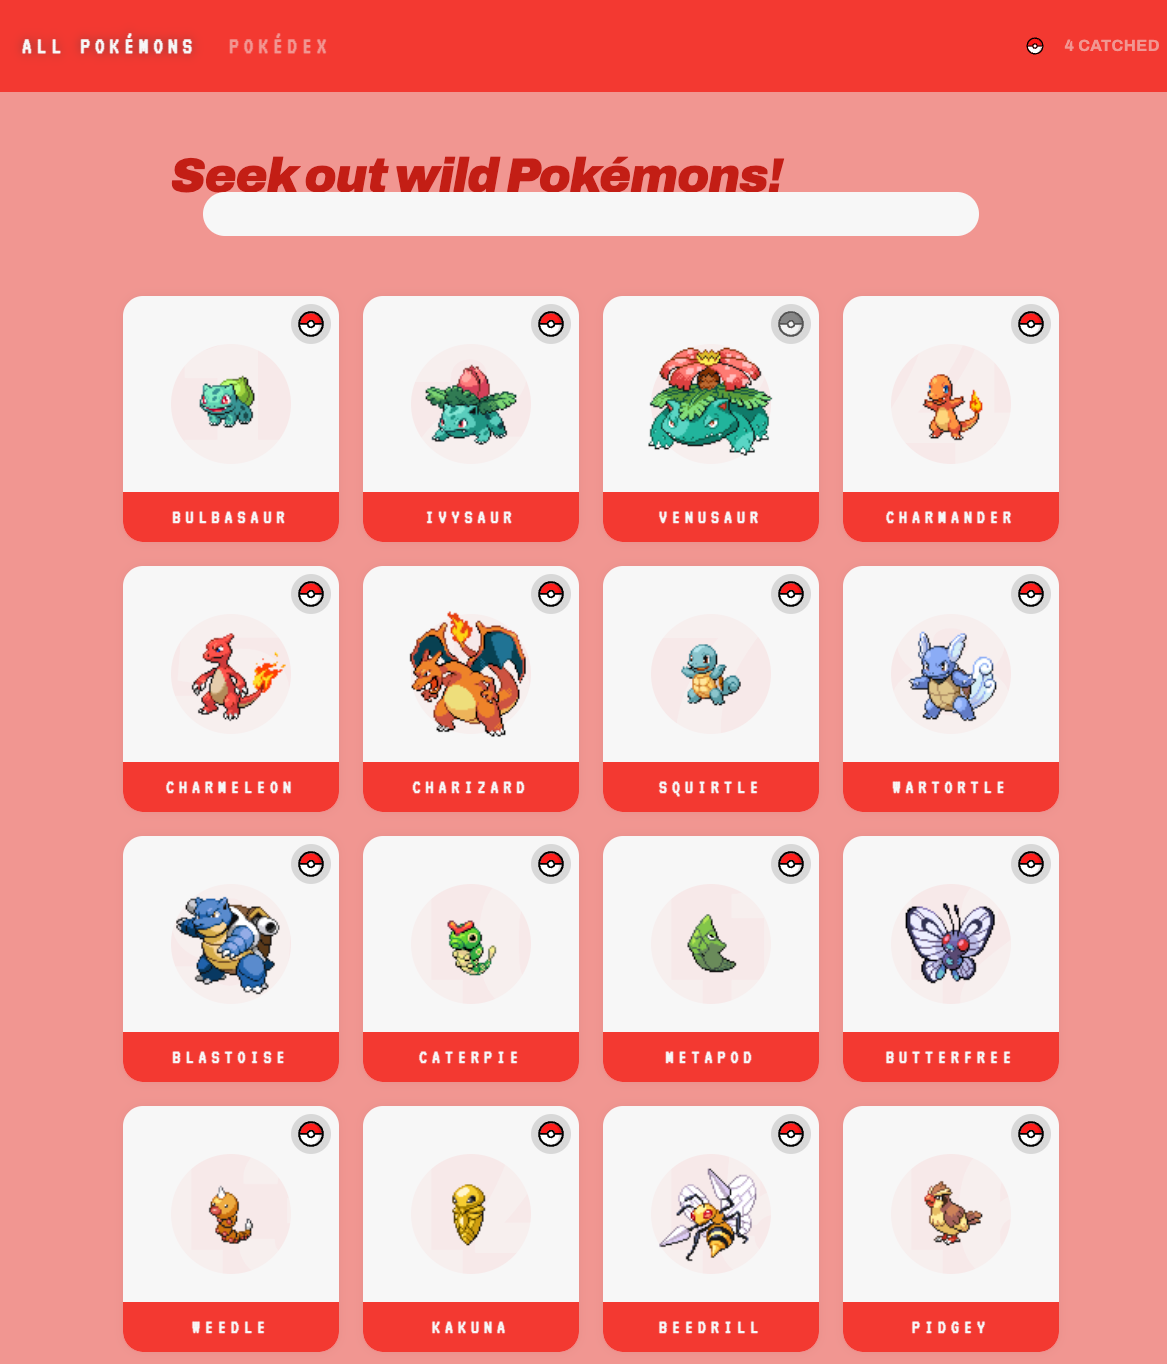 ALL POKÉMONS POKÉDEX 4 CATCHED
Seek out wild Pokémons!
BULBASAUR IVYSAUR VENUSAUR CHARMANDER
CHARMELEON CHARIZARD SQUIRTLE WARTORTLE
BLASTOISE CATERPIE METAPOD BUTTERFREE
WEEDLE KAKUNA BEEDRILL PIDGEY